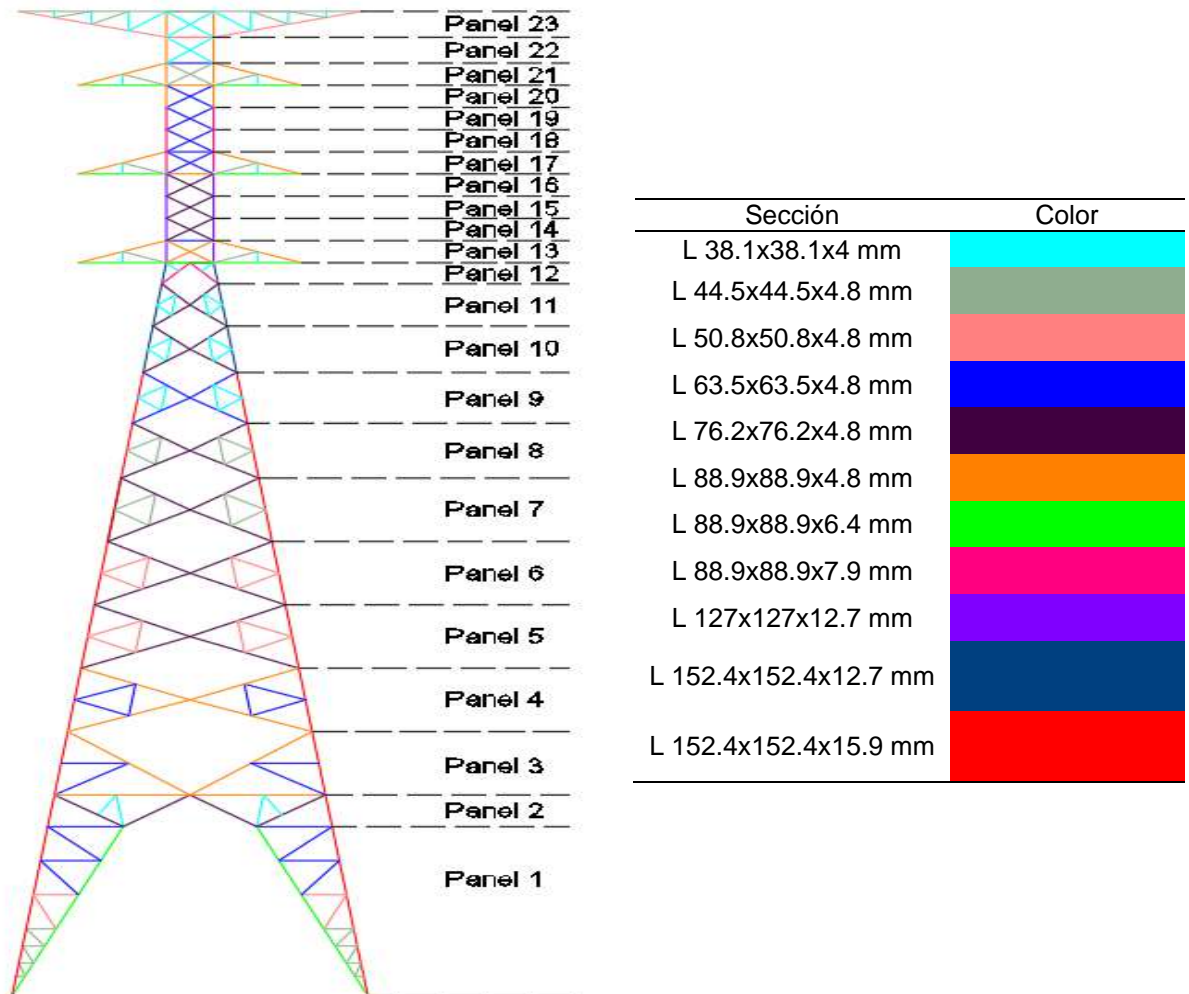 Panel 23
Panel 22
Panel 21
Panel 20
Panel 19
Panel 18
Panel 17
Panel 16
Panel 15
Panel 14
Panel 13
Panel 12
Panel 11
Panel 10
Panel 9
Panel 8
Panel 7
Panel 6
Panel 5
Panel 4
Panel 3
Panel 2
Panel 1
Sección Color
L 38.1x38.1x4 mm
L 44.5x44.5x4.8 mm
L 50.8x50.8x4.8 mm
L 63.5x63.5x4.8 mm
L 76.2x76.2x4.8 mm
L 88.9x88.9x4.8 mm
L 88.9x88.9x6.4 mm
L 88.9x88.9x7.9 mm
L 127x127x12.7 mm
L 152.4x152.4x12.7 mm
L 152.4x152.4x15.9 mm